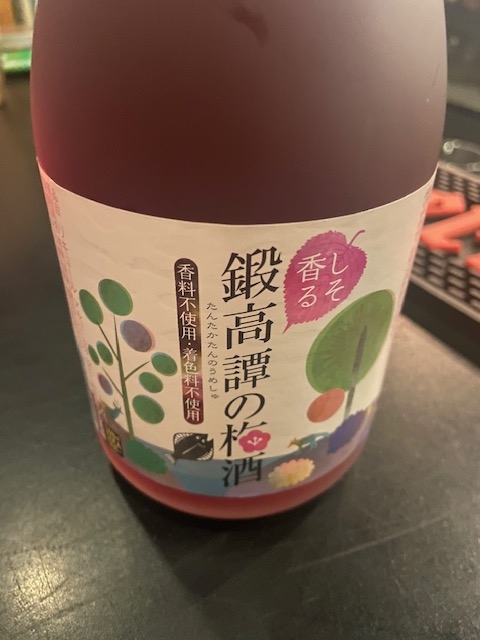 しそ
香る
鍛高譚の梅酒
たんたかたんのうめしゅ
香料不使用・着色料不使用